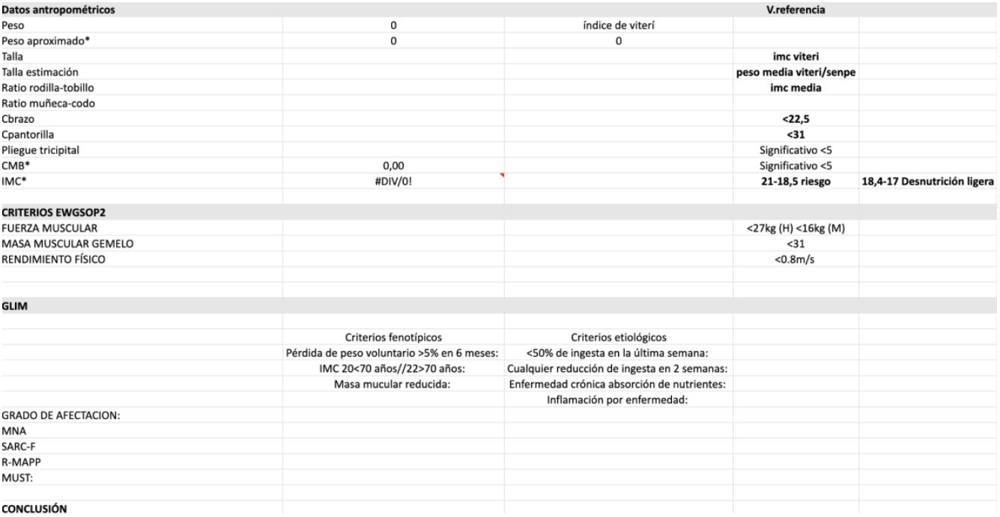 Datos antropométricos V.referencia
Peso 0 índice de viterí
Peso aproximado* 0 0
Talla imc viteri
Talla estimación peso media viteri/senpe
Ratio rodilla-tobillo imc media
Ratio muñeca-codo
Cbrazo <22,5
Cpantorilla <31
Pliegue tricipital Significativo <5
CMB* 0,00 Significativo <5
IMC* #DIV/0! 21-18,5 riesgo 18,4-17 Desnutrición ligera
CRITERIOS EWGSOP2
FUERZA MUSCULAR <27kg (H) <16kg (M)
MASA MUSCULAR GEMELO <31
RENDIMIENTO FÍSICO <0.8m/s
GLIM
Criterios fenotípicos Criterios etiológicos
Pérdida de peso voluntario >5% en 6 meses: <50% de ingesta en la última semana:
IMC 20<70 años//22>70 años: Cualquier reducción de ingesta en 2 semanas:
Masa mucular reducida: Enfermedad crónica absorción de nutrientes:
Inflamación por enfermedad:
GRADO DE AFECTACION:
MNA
SARC-F
R-MAPP
MUST:
CONCLUSIÓN